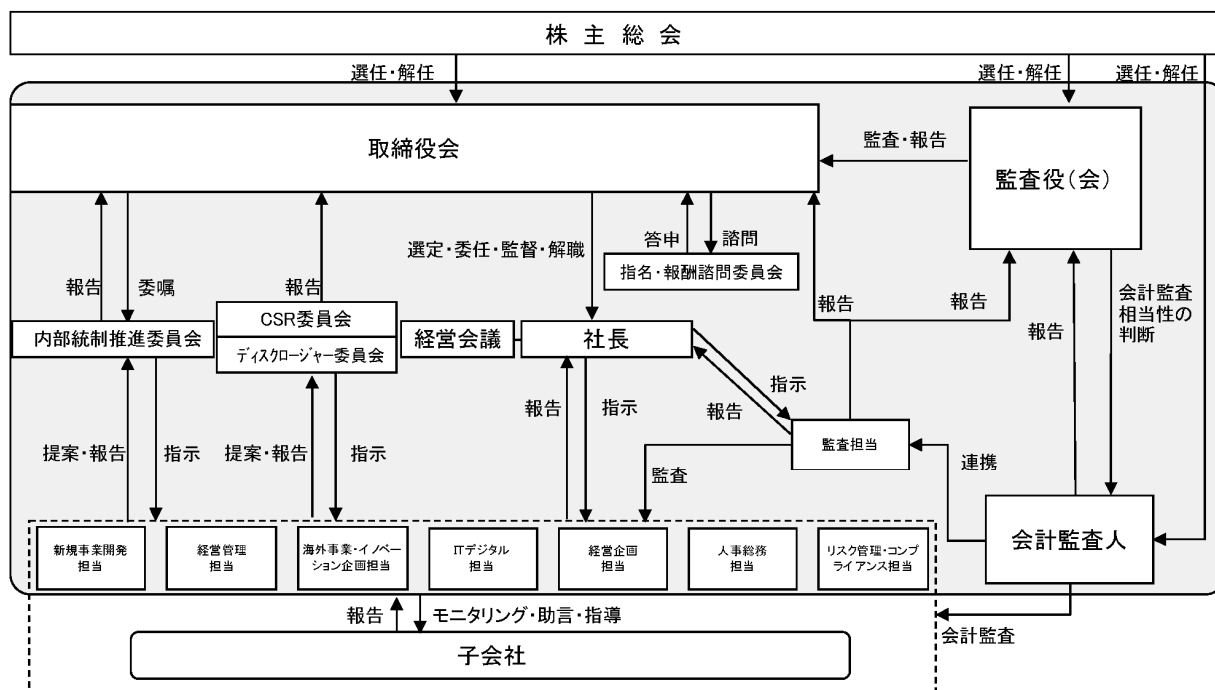 株 主 総 会
選任・解任
選任・解任
選任・解任
取締役会
監査・報告
監査役(会)
選定・委任・監督・解職
答申
諮問
指名・報酬諮問委員会
報告
委嘱
報告
報告
報告
報告
会計監査
相当性の
判断
内部統制推進委員会
CSR委員会
ディスクロージャー委員会
経営会議
社長
指示
報告
提案・報告
指示
提案・報告
指示
報告
指示
監査担当
監査
連携
新規事業開発
担当
経営管理
担当
海外事業・イノベー
ション企画担当
ITデジタル
担当
経営企画
担当
人事総務
担当
リスク管理・コンプ
ライアンス担当
会計監査人
報告
モニタリング・助言・指導
会計監査
子会社